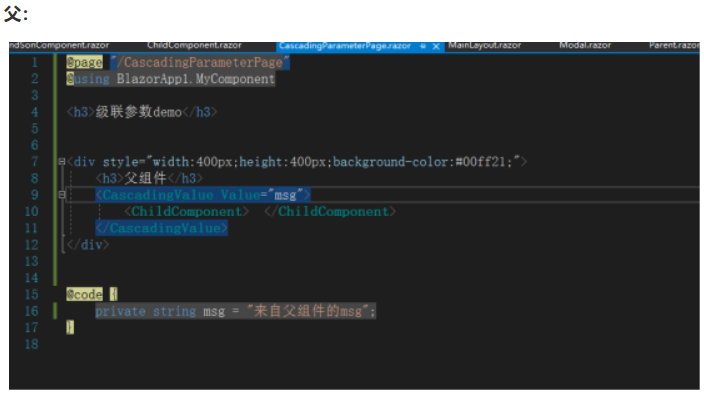 父:
ndSonComponent.razor ChildComponent.razor CascadingParameterPage.razor MainLayout.razor Modal.razor Parent.razor
1 @page "/CascadingParameterPage"
2 @using BlazorApp1.MyComponent
3
4 <h3>级联参数demo</h3>
5
6
7 <div style="width:400px;height:400px;background-color:#00ff21;">
8 <h3>父组件</h3>
9 <CascadingValue Value="msg">
10 <ChildComponent> </ChildComponent>
11 </CascadingValue>
12 </div>
13
14
15 @code {
16 private string msg = "来自父组件的msg";
17 }
18